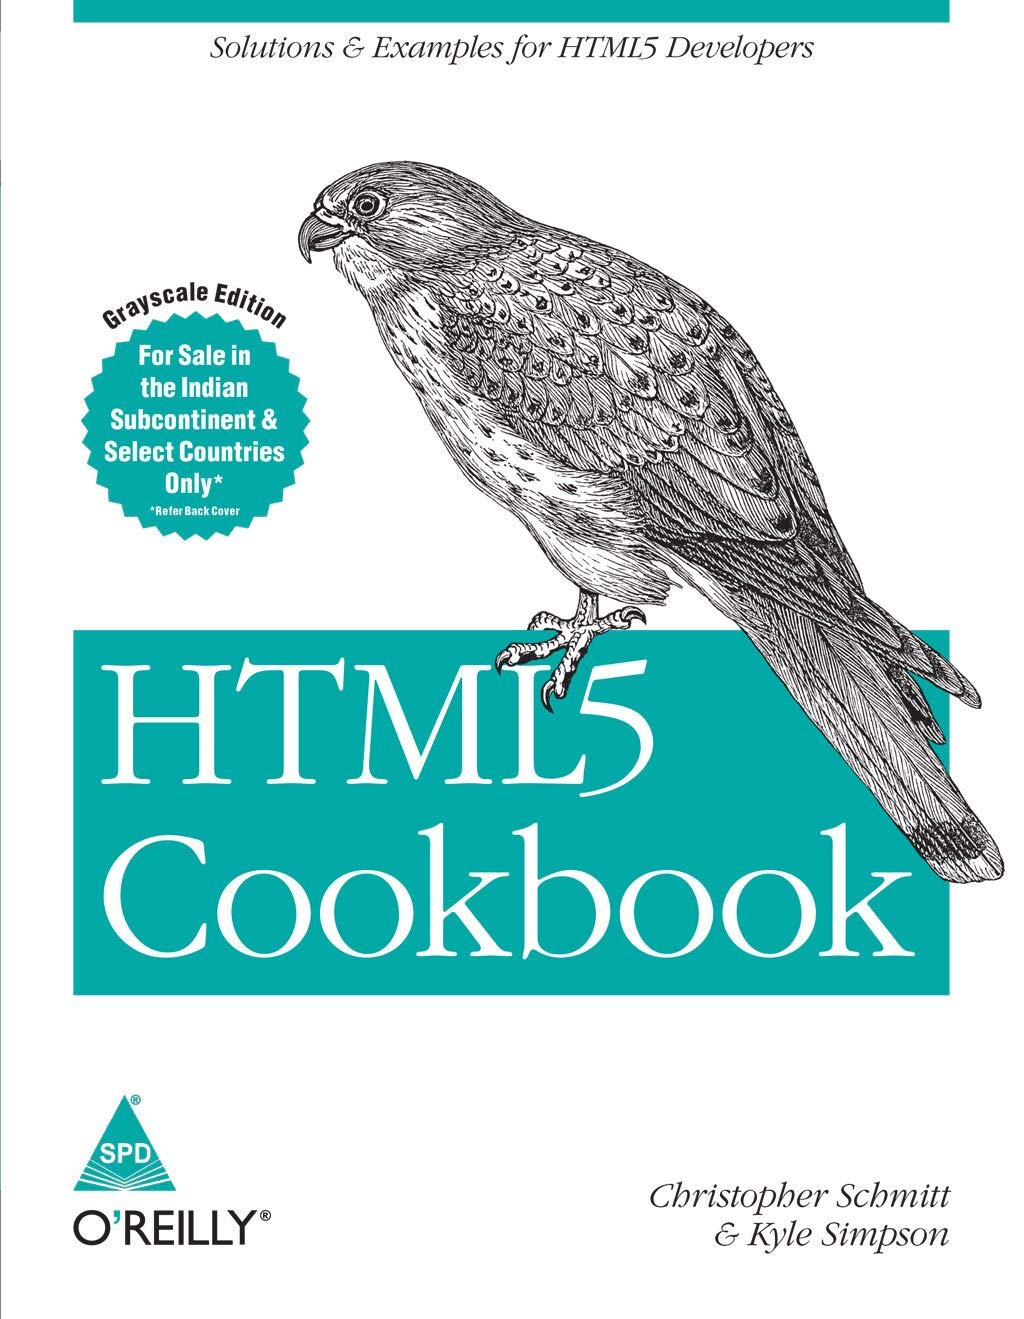 Solutions & Examples for HTML5 Developers
Grayscale Edition
For Sale in
the Indian
Subcontinent &
Select Countries
Only*
*Refer Back Cover
HTML5
Cookbook
SPD®
O'REILLY®
Christopher Schmitt
& Kyle Simpson